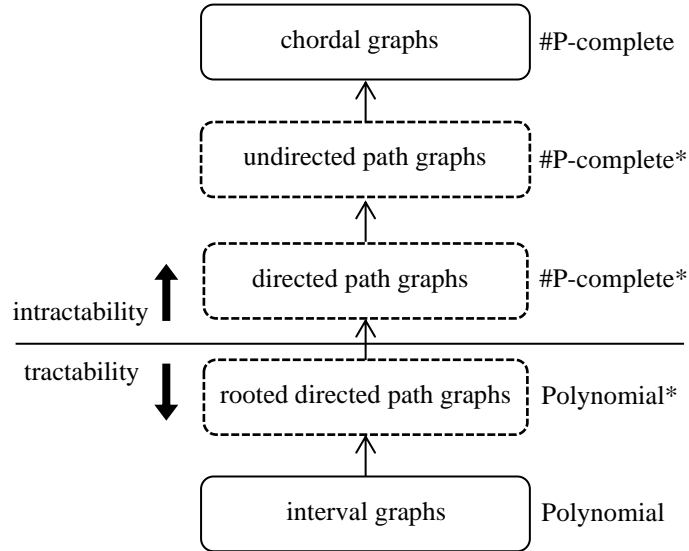 chordal graphs #P-complete
undirected path graphs #P-complete*
directed path graphs #P-complete*
intractability
tractability
rooted directed path graphs Polynomial*
interval graphs Polynomial